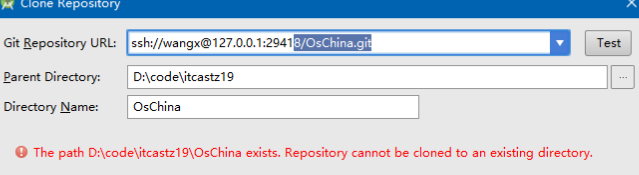 Clone Repository
Git Repository URL: ssh://wangx@127.0.0.1:29418/OsChina.git Test
Parent Directory: D:\code\itcastz19 ...
Directory Name: OsChina
The path D:\code\itcastz19\OsChina exists. Repository cannot be cloned to an existing directory.